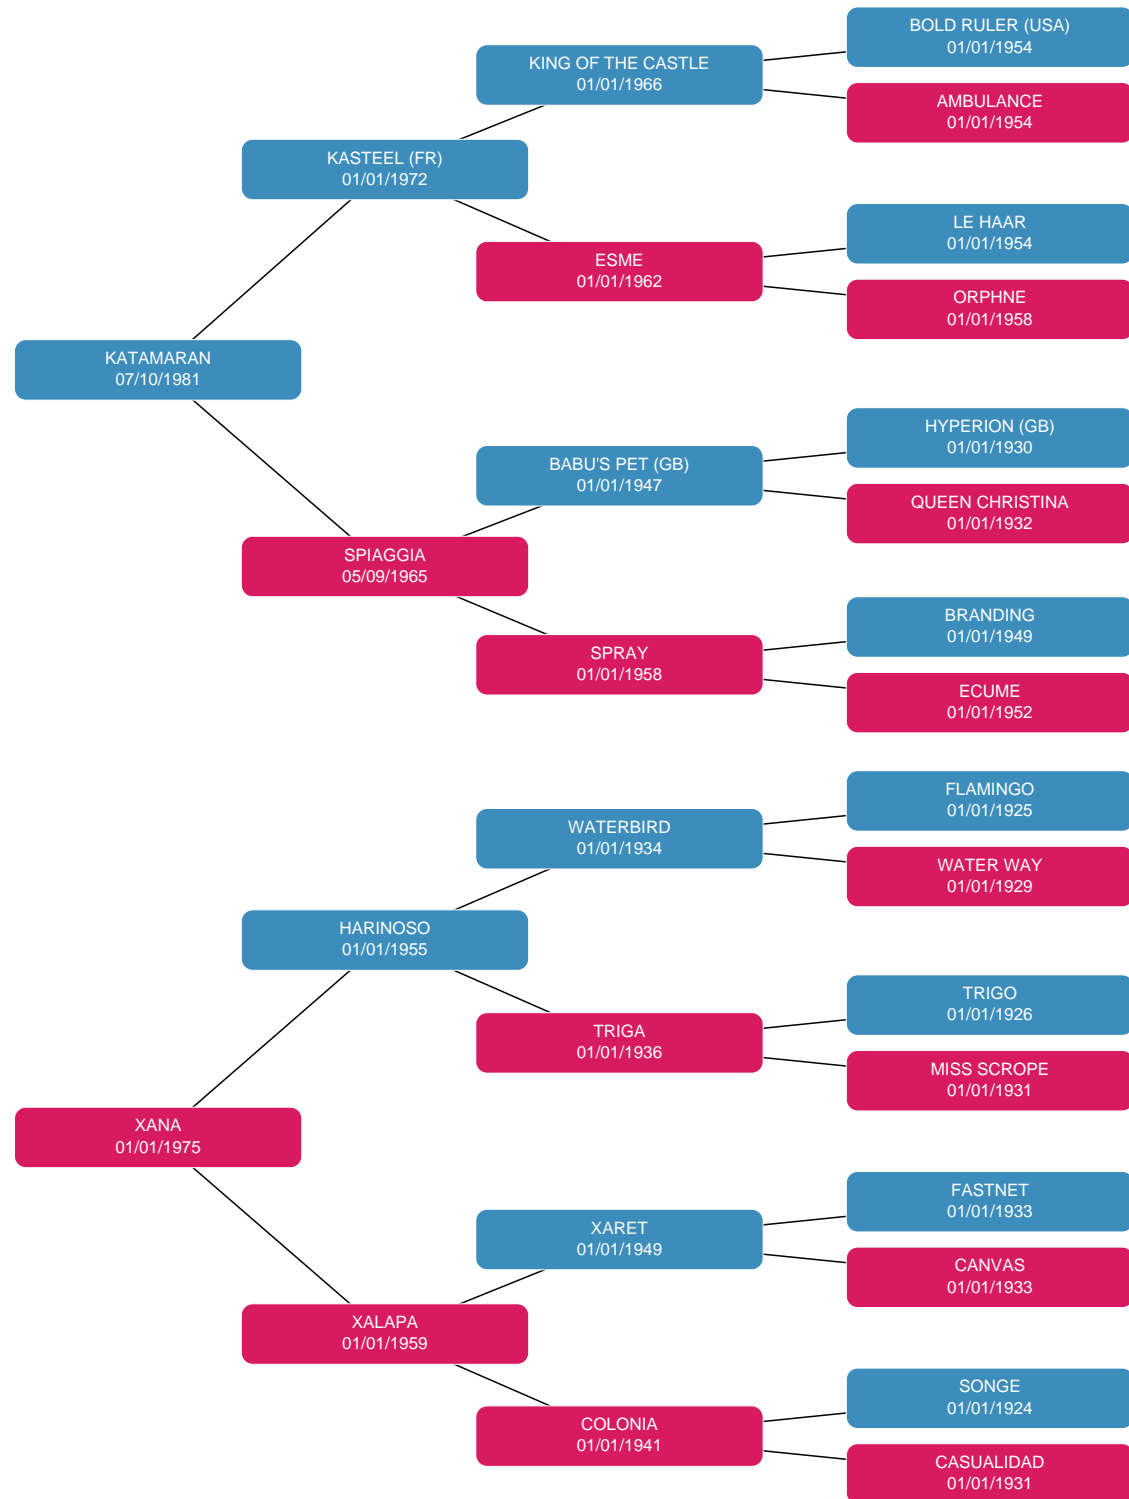 BOLD RULER (USA)
01/01/1954
KING OF THE CASTLE
01/01/1966
AMBULANCE
01/01/1954
KASTEEL (FR)
01/01/1972
LE HAAR
01/01/1954
ESME
01/01/1962
ORPHNE
01/01/1958
KATAMARAN
07/10/1981
HYPERION (GB)
01/01/1930
BABU'S PET (GB)
01/01/1947
QUEEN CHRISTINA
01/01/1932
SPIAGGIA
05/09/1965
BRANDING
01/01/1949
SPRAY
01/01/1958
ECUME
01/01/1952
FLAMINGO
01/01/1925
WATERBIRD
01/01/1934
WATER WAY
01/01/1929
HARINOSO
01/01/1955
TRIGO
01/01/1926
TRIGA
01/01/1936
MISS SCROPE
01/01/1931
XANA
01/01/1975
FASTNET
01/01/1933
XARET
01/01/1949
CANVAS
01/01/1933
XALAPA
01/01/1959
SONGE
01/01/1924
COLONIA
01/01/1941
CASUALIDAD
01/01/1931